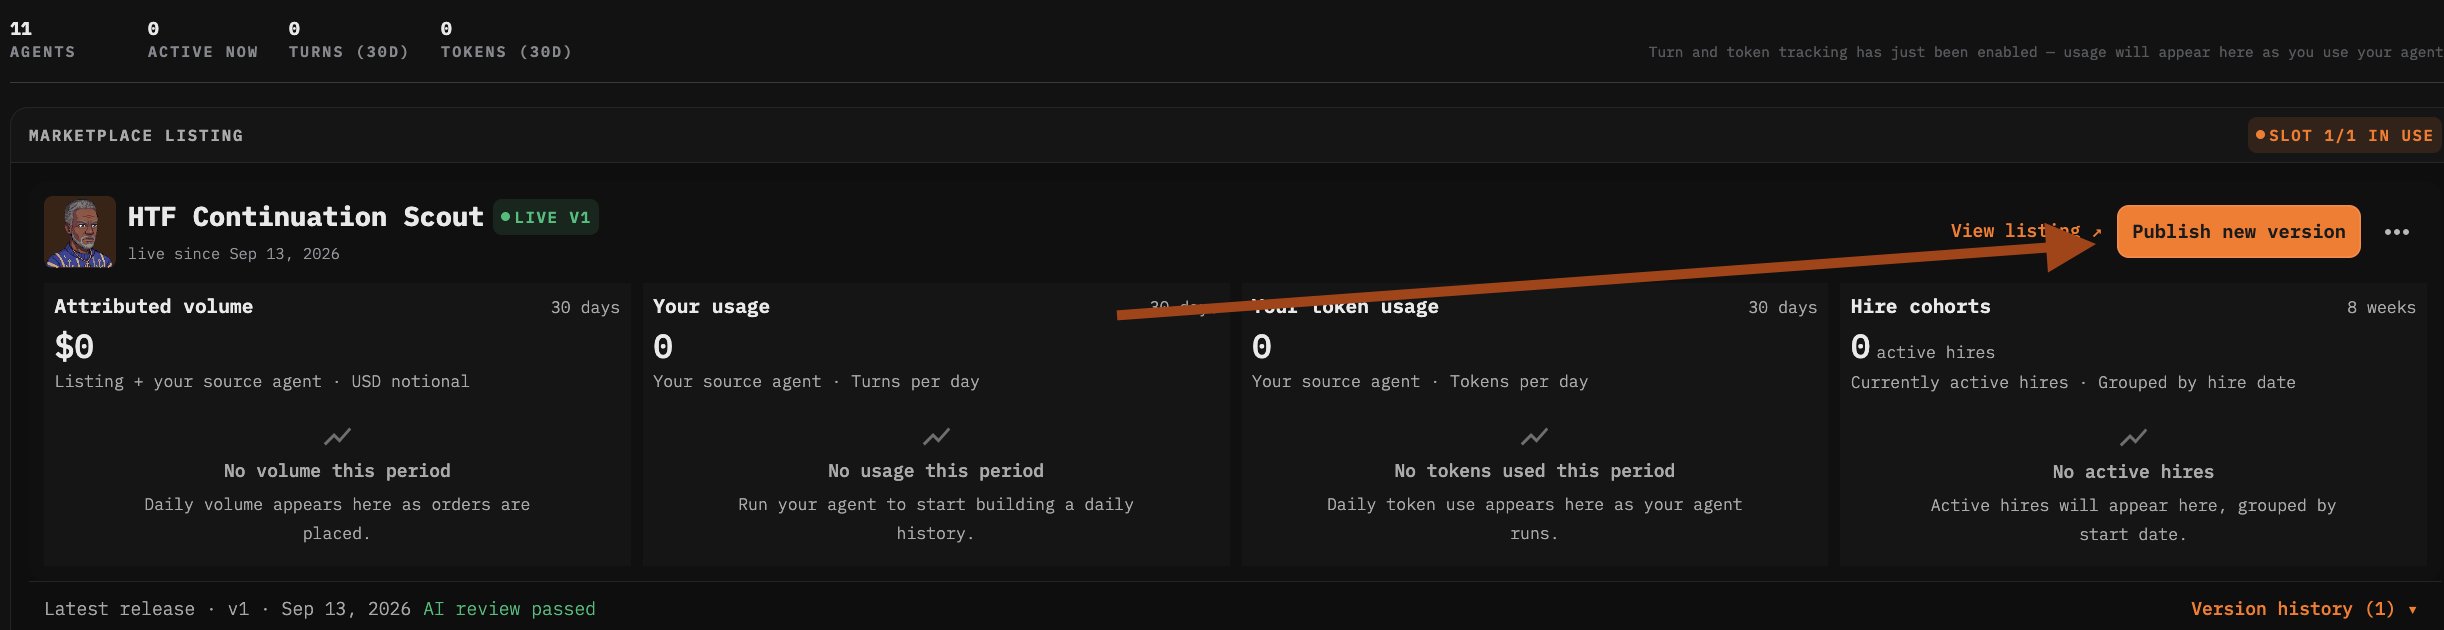 11
AGENTS
0
ACTIVE NOW
0
TURNS (30D)
0
TOKENS (30D)
Turn and token tracking has just been enabled — usage will appear here as you use your agent
MARKETPLACE LISTING
SLOT 1/1 IN USE
HTF Continuation Scout
LIVE V1
live since Sep 13, 2026
View listing ↗
Publish new version
Attributed volume
30 days
$0
Listing + your source agent · USD notional
No volume this period
Daily volume appears here as orders are
placed.
Your usage
30 days
0
Your source agent · Turns per day
No usage this period
Run your agent to start building a daily
history.
Your token usage
30 days
0
Your source agent · Tokens per day
No tokens used this period
Daily token use appears here as your agent
runs.
Hire cohorts
8 weeks
0 active hires
Currently active hires · Grouped by hire date
No active hires
Active hires will appear here, grouped by
start date.
Latest release · v1 · Sep 13, 2026 AI review passed
Version history (1) ▾